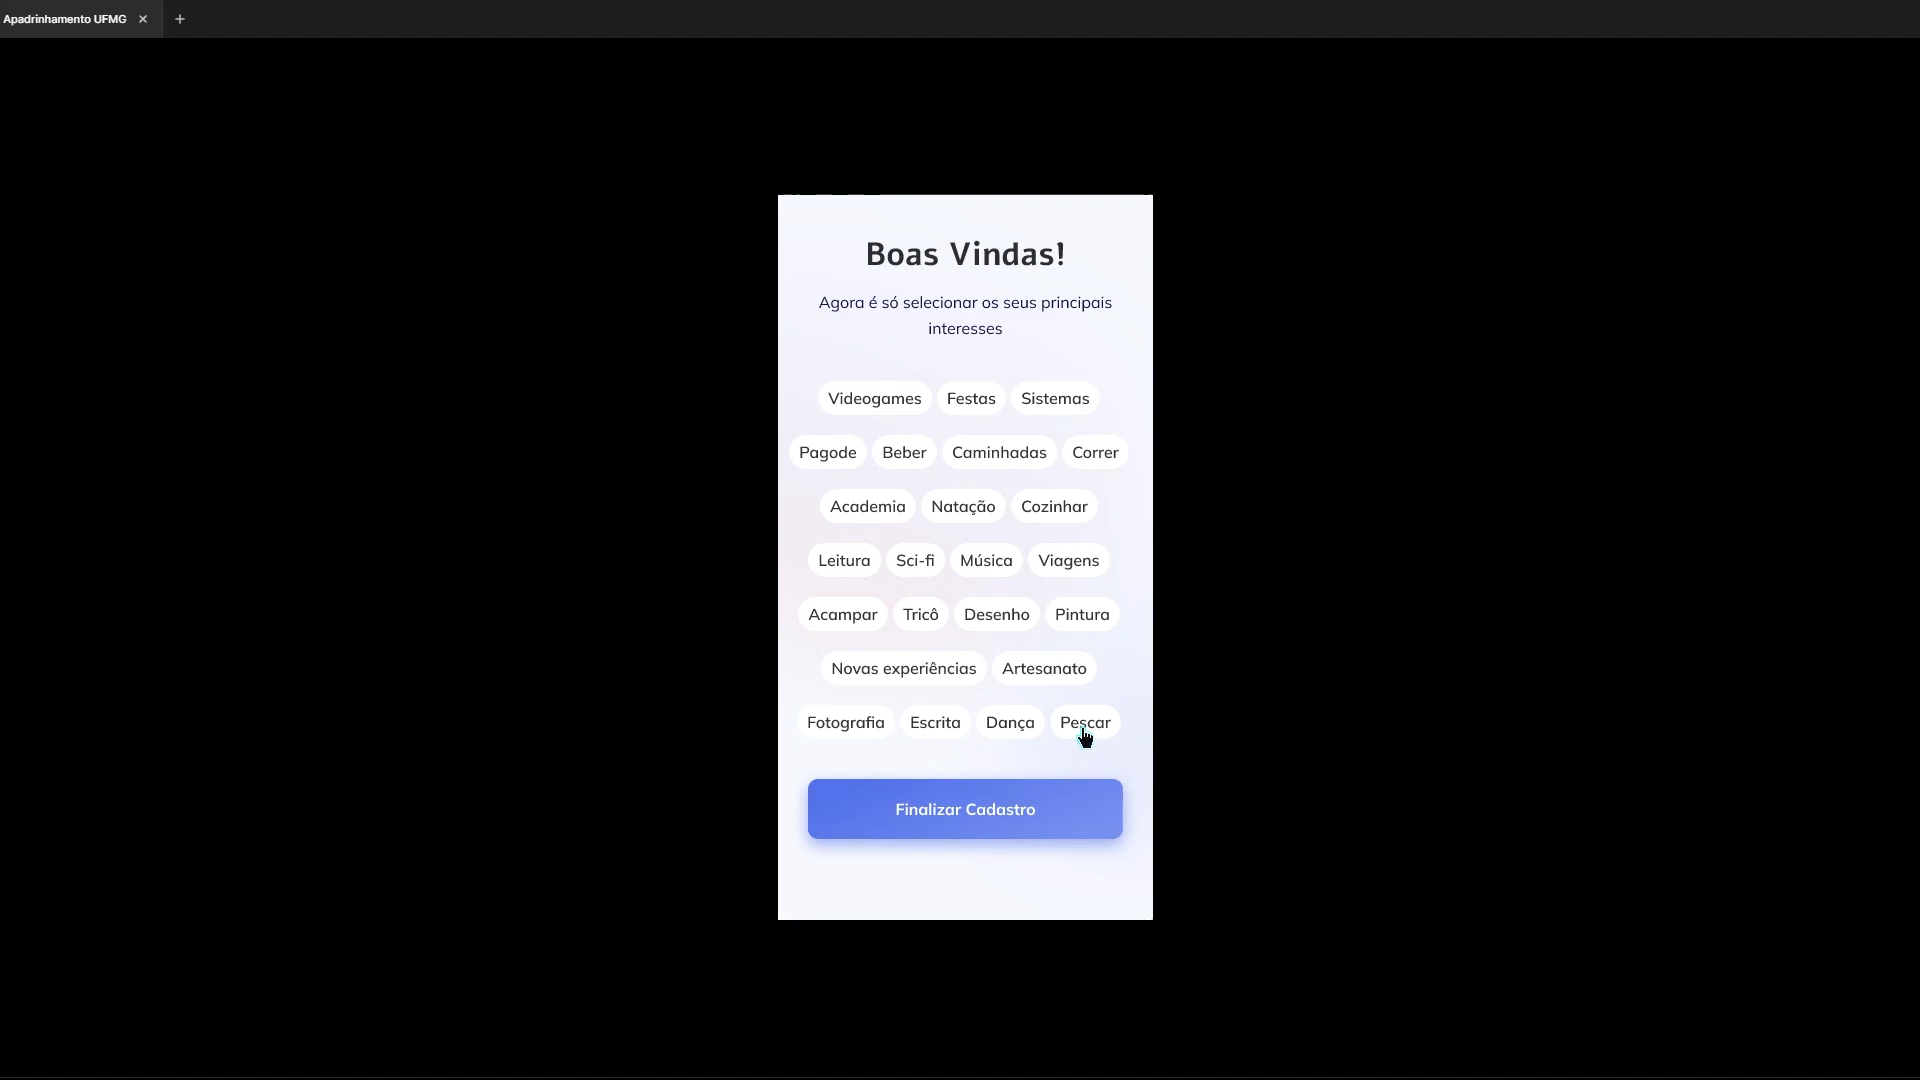 Apadrinhamento UFMG
Boas Vindas!
Agora é só selecionar os seus principais
interesses
Videogames Festas Sistemas
Pagode Beber Caminhadas Correr
Academia Natação Cozinhar
Leitura Sci-fi Música Viagens
Acampar Tricô Desenho Pintura
Novas experiências Artesanato
Fotografia Escrita Dança Pescar
Finalizar Cadastro